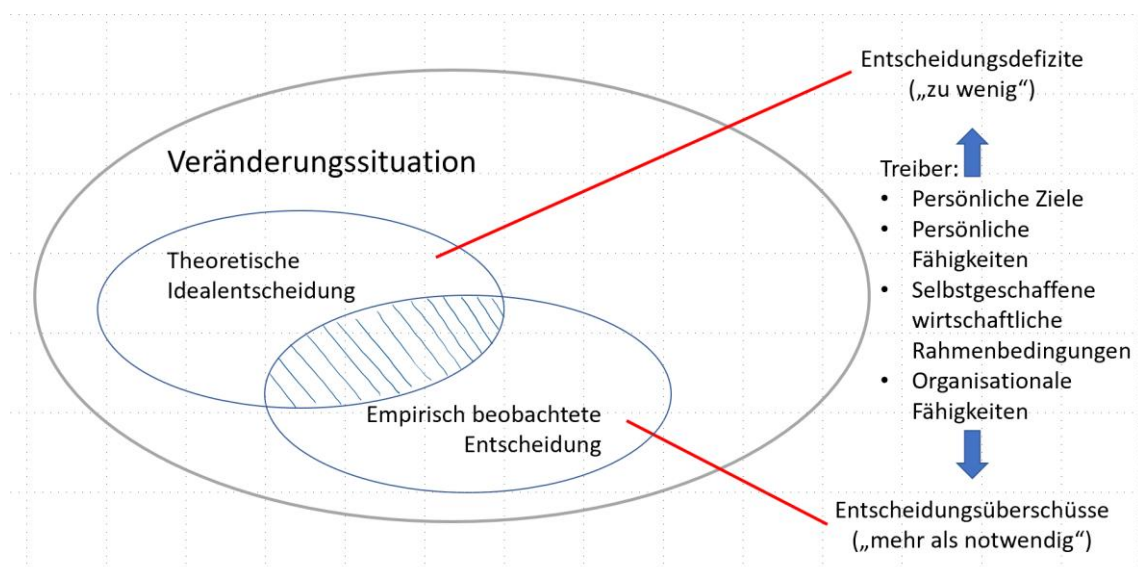 Veränderungssituation
Theoretische
Idealentscheidung
Empirisch beobachtete
Entscheidung
Entscheidungsdefizite
(„zu wenig“)
Treiber:
• Persönliche Ziele
• Persönliche
Fähigkeiten
• Selbstgeschaffene
wirtschaftliche
Rahmenbedingungen
• Organisationale
Fähigkeiten
Entscheidungsüberschüsse
(„mehr als notwendig“)